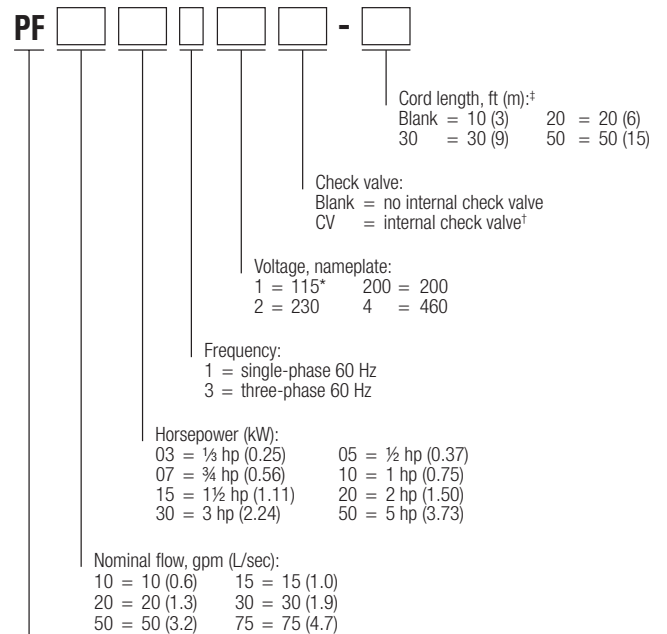 PF -
Cord length, ft (m):‡
Blank = 10 (3) 20 = 20 (6)
30 = 30 (9) 50 = 50 (15)
Check valve:
Blank = no internal check valve
CV = internal check valve†
Voltage, nameplate:
1 = 115* 200 = 200
2 = 230 4 = 460
Frequency:
1 = single-phase 60 Hz
3 = three-phase 60 Hz
Horsepower (kW):
03 = ⅓ hp (0.25) 05 = ½ hp (0.37)
07 = ¾ hp (0.56) 10 = 1 hp (0.75)
15 = 1½ hp (1.11) 20 = 2 hp (1.50)
30 = 3 hp (2.24) 50 = 5 hp (3.73)
Nominal flow, gpm (L/sec):
10 = 10 (0.6) 15 = 15 (1.0)
20 = 20 (1.3) 30 = 30 (1.9)
50 = 50 (3.2) 75 = 75 (4.7)